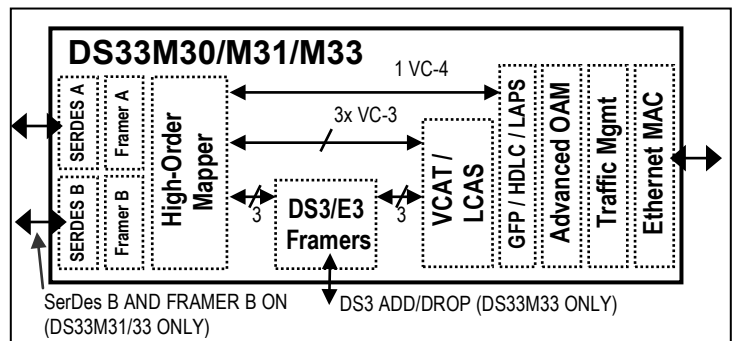 DS33M30/M31/M33
SERDES A
Framer A
SERDES B
Framer B
High-Order
Mapper
1 VC-4
3x VC-3
3
DS3/E3
Framers
3
VCAT /
LCAS
GFP / HDLC / LAPS
Advanced OAM
Traffic Mgmt
Ethernet MAC
SerDes B AND FRAMER B ON
(DS33M31/33 ONLY)
DS3 ADD/DROP (DS33M33 ONLY)